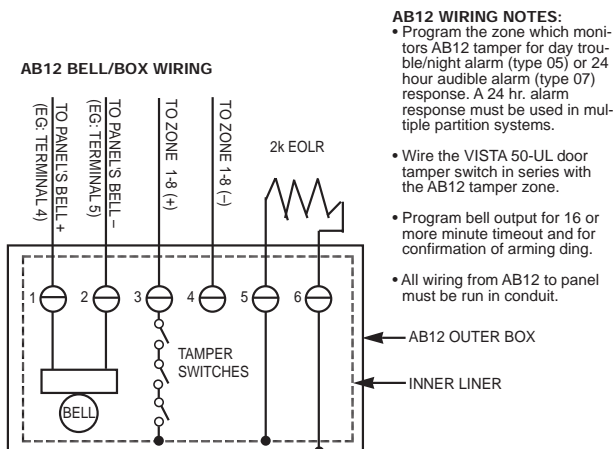 AB12 BELL/BOX WIRING
TO PANEL'S BELL +
(EG: TERMINAL 4)
TO PANEL'S BELL –
(EG: TERMINAL 5)
TO ZONE 1-8 (+)
TO ZONE 1-8 (–)
2k EOLR
1
2
3
4
5
6
TAMPER
SWITCHES
BELL
AB12 OUTER BOX
INNER LINER
AB12 WIRING NOTES:
• Program the zone which moni-
tors AB12 tamper for day trou-
ble/night alarm (type 05) or 24
hour audible alarm (type 07)
response. A 24 hr. alarm
response must be used in mul-
tiple partition systems.
• Wire the VISTA 50-UL door
tamper switch in series with
the AB12 tamper zone.
• Program bell output for 16 or
more minute timeout and for
confirmation of arming ding.
• All wiring from AB12 to panel
must be run in conduit.